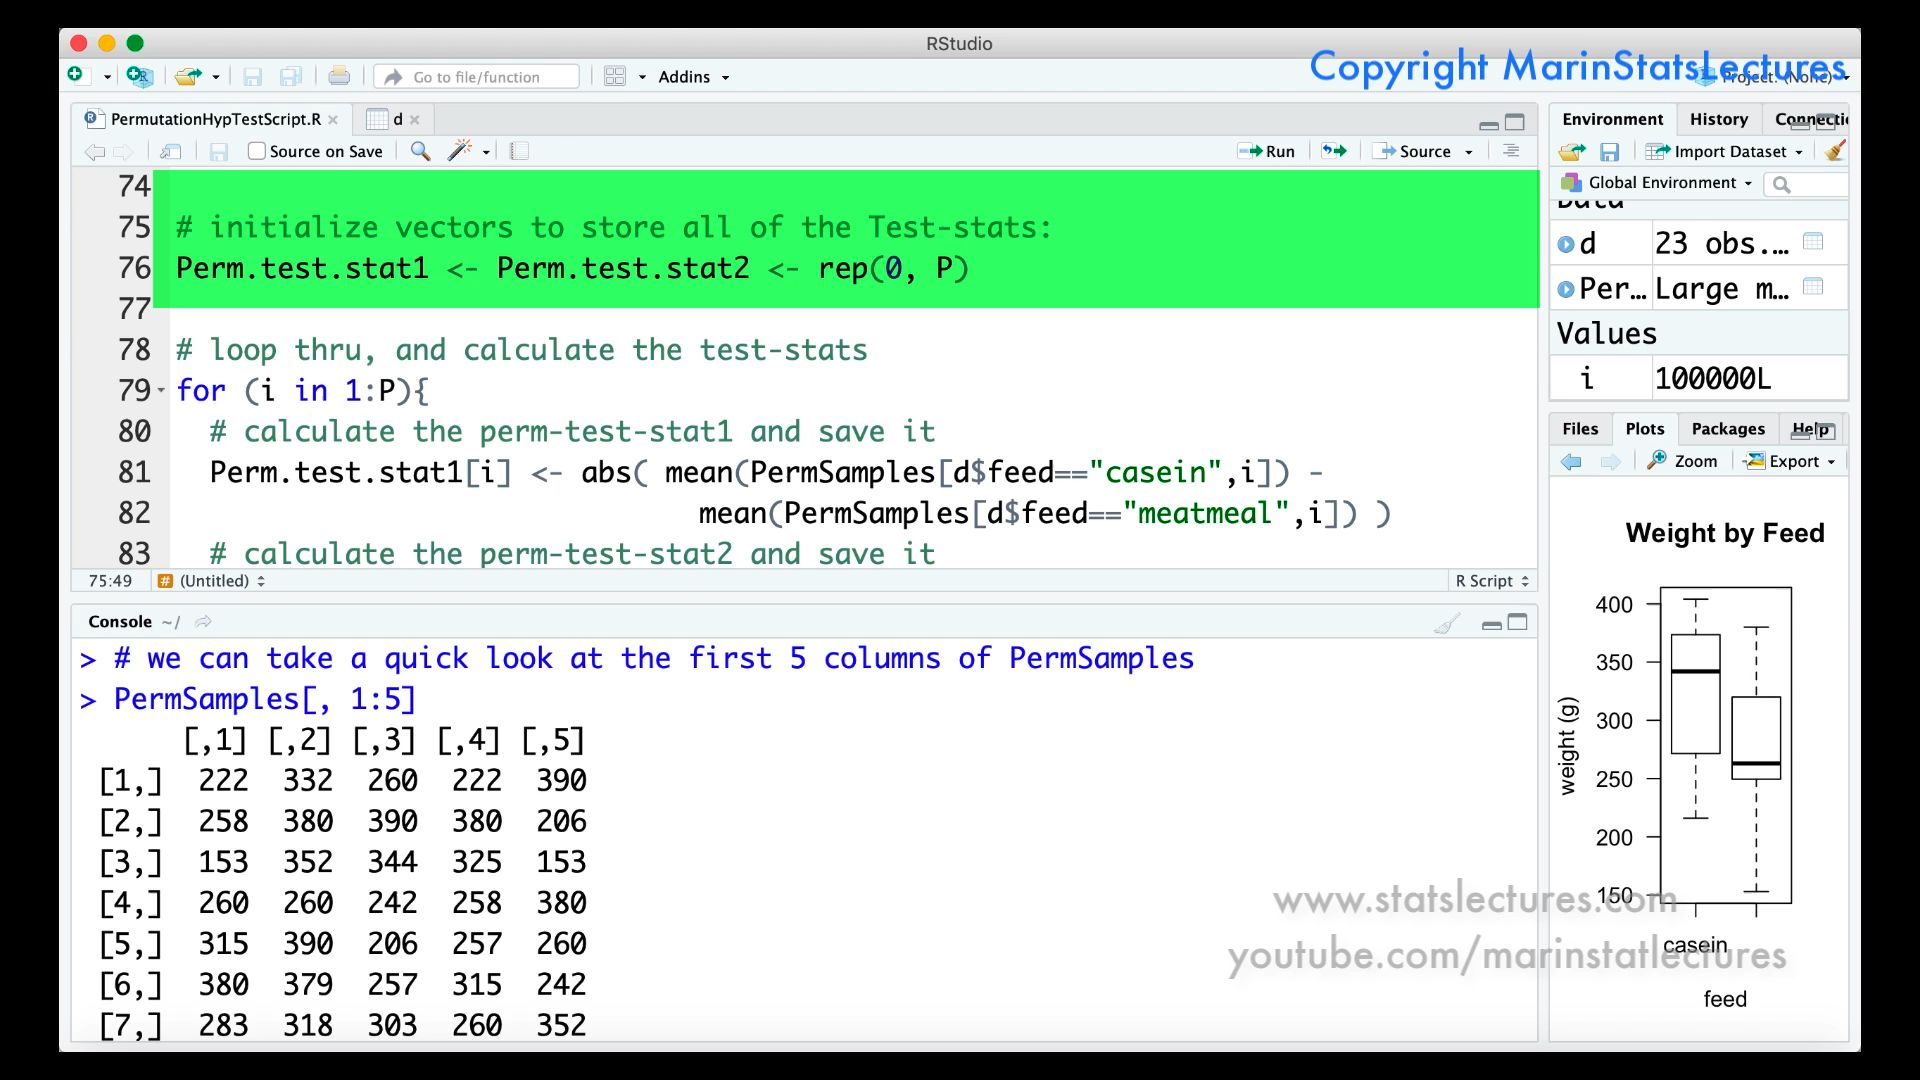 RStudio
Copyright MarinStatsLectures
Go to file/function
Addins
Project: (None)
PermutationHypTestScript.R
d
Source on Save
Run
Source
74
75 # initialize vectors to store all of the Test-stats:
76 Perm.test.stat1 <- Perm.test.stat2 <- rep(0, P)
77
78 # loop thru, and calculate the test-stats
79 for (i in 1:P){
80 # calculate the perm-test-stat1 and save it
81 Perm.test.stat1[i] <- abs( mean(PermSamples[d$feed=="casein",i]) -
82 mean(PermSamples[d$feed=="meatmeal",i]) )
83 # calculate the perm-test-stat2 and save it
75:49
(Untitled)
R Script
Console ~/
> # we can take a quick look at the first 5 columns of PermSamples
> PermSamples[, 1:5]
[,1] [,2] [,3] [,4] [,5]
[1,] 222 332 260 222 390
[2,] 258 380 390 380 206
[3,] 153 352 344 325 153
[4,] 260 260 242 258 380
[5,] 315 390 206 257 260
[6,] 380 379 257 315 242
[7,] 283 318 303 260 352
Environment
History
Connectio
Import Dataset
Global Environment
Data
d 23 obs.…
Per… Large m…
Values
i 100000L
Files
Plots
Packages
Help
Zoom
Export
Weight by Feed
weight (g)
400
350
300
250
200
150
casein
feed
www.statslectures.com
youtube.com/marinstatlectures